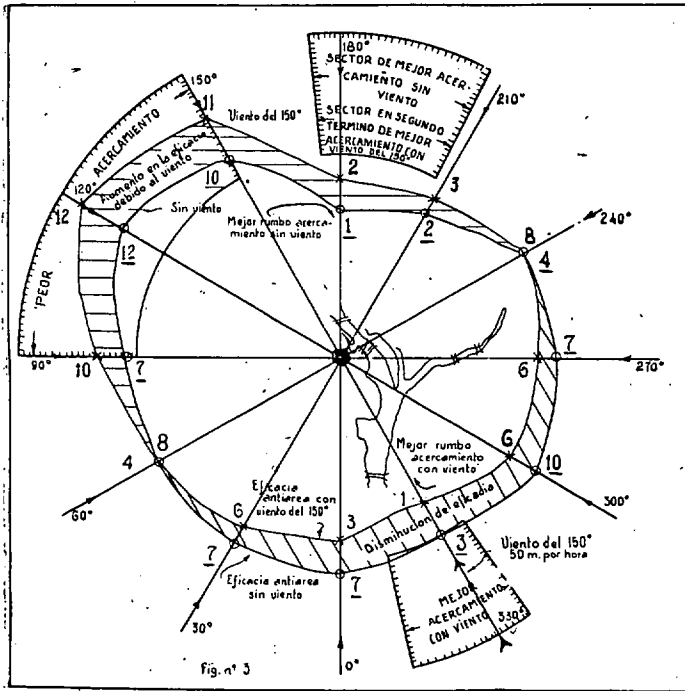 180°
SECTOR DE MEJOR ACER-
CAMIENTO SIN
VIENTO
SECTOR EN SEGUNDO
TERMINO DE MEJOR
ACERCAMIENTO CON
VIENTO DEL 150°
150°
ACERCAMIENTO
PEOR
11
Viento del 150°
210°
Aumento en la eficacia
debido al viento
120°
12
Sin viento
10
12
2
3
Mejor rumbo acerca-
miento sin viento
1
2
240°
8
4
90°
10
7
6
7
270°
Mejor rumbo
acercamiento
con viento
6
10
8
4
60°
Eficacia
antiarea con
viento del 150°
6
7
3
7
1
Disminucion de eficadia
3
300°
Viento del 150°
50 m. por hora
Eficacia antiarea
sin viento
MEJOR
ACERCAMIENTO
CON VIENTO
330°
30°
0°
Fig. nº 3